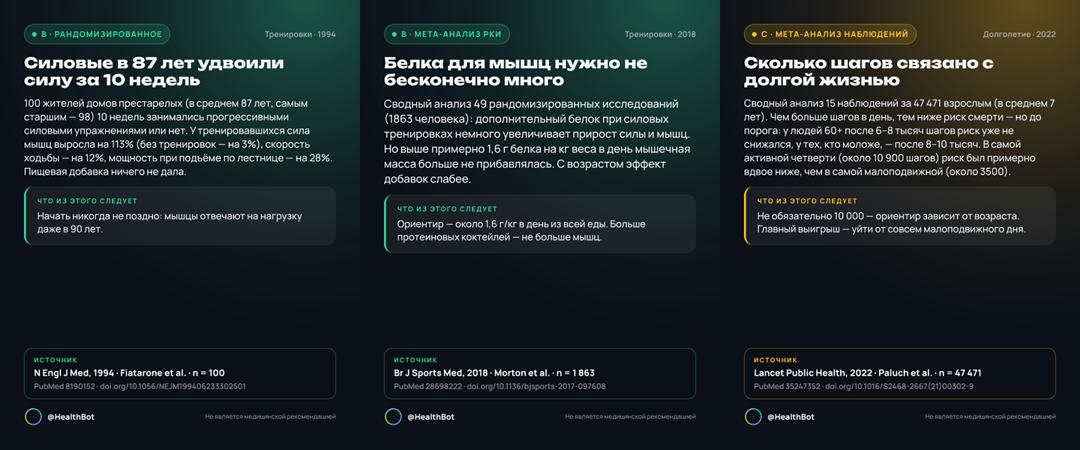 B · РАНДОМИЗИРОВАННОЕ
Тренировки · 1994
Силовые в 87 лет удвоили
силу за 10 недель
100 жителей домов престарелых (в среднем 87 лет, самым
старшим — 98) 10 недель занимались прогрессивными
силовыми упражнениями или нет. У тренировавшихся сила
мышц выросла на 113% (без тренировок — на 3%), скорость
ходьбы — на 12%, мощность при подъёме по лестнице — на 28%.
Пищевая добавка ничего не дала.
ЧТО ИЗ ЭТОГО СЛЕДУЕТ
Начать никогда не поздно: мышцы отвечают на нагрузку
даже в 90 лет.
ИСТОЧНИК
N Engl J Med, 1994 · Fiatarone et al. · n = 100
PubMed 8190152 · doi.org/10.1056/NEJM199406233302501
@HealthBot
Не является медицинской рекомендацией
B · МЕТА-АНАЛИЗ РКИ
Тренировки · 2018
Белка для мышц нужно не
бесконечно много
Сводный анализ 49 рандомизированных исследований
(1863 человека): дополнительный белок при силовых
тренировках немного увеличивает прирост силы и мышц.
Но выше примерно 1,6 г белка на кг веса в день мышечная
масса больше не прибавлялась. С возрастом эффект
добавок слабее.
ЧТО ИЗ ЭТОГО СЛЕДУЕТ
Ориентир — около 1,6 г/кг в день из всей еды. Больше
протеиновых коктейлей — не больше мышц.
ИСТОЧНИК
Br J Sports Med, 2018 · Morton et al. · n = 1 863
PubMed 28698222 · doi.org/10.1136/bjsports-2017-097608
@HealthBot
Не является медицинской рекомендацией
C · МЕТА-АНАЛИЗ НАБЛЮДЕНИЙ
Долголетие · 2022
Сколько шагов связано с
долгой жизнью
Сводный анализ 15 наблюдений за 47 471 взрослым (в среднем 7
лет). Чем больше шагов в день, тем ниже риск смерти — но до
порога: у людей 60+ после 6–8 тысяч шагов риск уже не
снижался, у тех, кто моложе, — после 8–10 тысяч. В самой
активной четверти (около 10 900 шагов) риск был примерно
вдвое ниже, чем в самой малоподвижной (около 3500).
ЧТО ИЗ ЭТОГО СЛЕДУЕТ
Не обязательно 10 000 — ориентир зависит от возраста.
Главный выигрыш — уйти от совсем малоподвижного дня.
ИСТОЧНИК
Lancet Public Health, 2022 · Paluch et al. · n = 47 471
PubMed 35247352 · doi.org/10.1016/S2468-2667(21)00302-9
@HealthBot
Не является медицинской рекомендацией